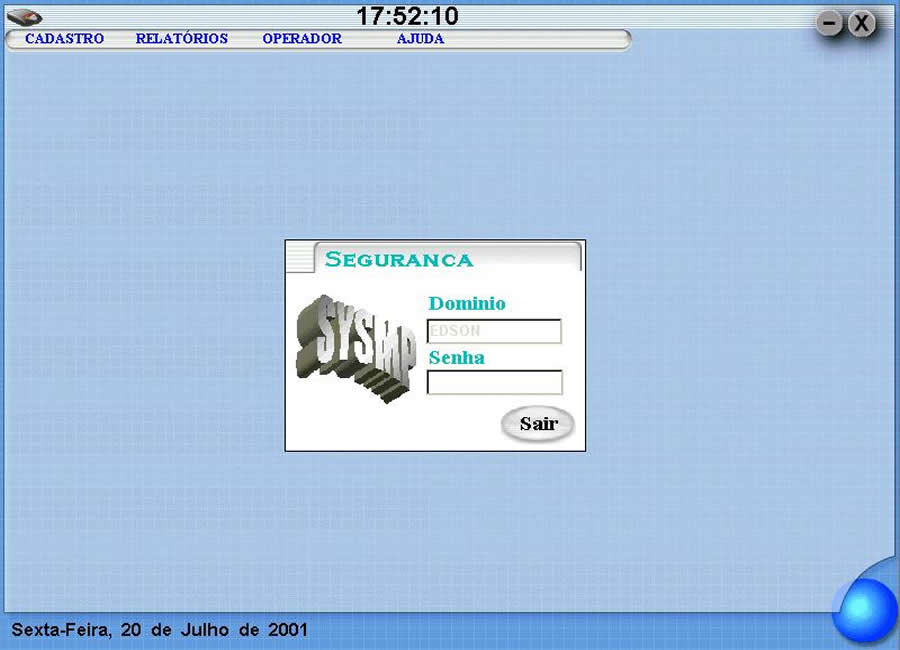 17:52:10
X
CADASTRO RELATÓRIOS OPERADOR AJUDA
SEGURANCA
Dominio
EDSON
SYSMP
Senha
Sair
Sexta-Feira, 20 de Julho de 2001